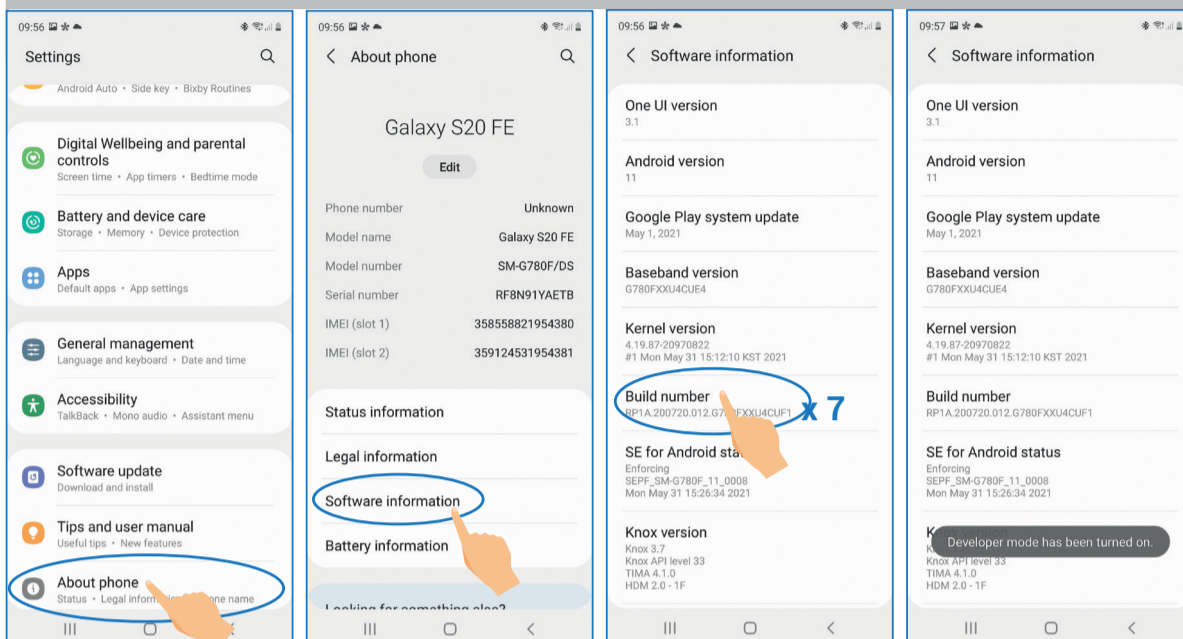 09:56
Settings
Android Auto • Side key • Bixby Routines
Digital Wellbeing and parental
controls
Screen time • App timers • Bedtime mode
Battery and device care
Storage • Memory • Device protection
Apps
Default apps • App settings
General management
Language and keyboard • Date and time
Accessibility
TalkBack • Mono audio • Assistant menu
Software update
Download and install
Tips and user manual
Useful tips • New features
About phone
Status • Legal name
09:56
About phone
Galaxy S20 FE
Edit
Phone number Unknown
Model name Galaxy S20 FE
Model number SM-G780F/DS
Serial number RF8N91YAETB
IMEI (slot 1) 358558821954380
IMEI (slot 2) 359124531954381
Status information
Legal information
Software information
Battery information
Looking for something else?
09:56
Software information
One UI version
3.1
Android version
11
Google Play system update
May 1, 2021
Baseband version
G780FXXU4CUE4
Kernel version
4.19.87-20970822
#1 Mon May 31 15:12:10 KST 2021
Build number
RP1A.200720.012.G7 FXXU4CUF1
x 7
SE for Android
Enforcing
SEPF_SM-G780F_11_0008
Mon May 31 15:26:34 2021
Knox version
Knox 3.7
Knox API level 33
TIMA 4.1.0
HDM 2.0 - 1F
09:57
Software information
One UI version
3.1
Android version
11
Google Play system update
May 1, 2021
Baseband version
G780FXXU4CUE4
Kernel version
4.19.87-20970822
#1 Mon May 31 15:12:10 KST 2021
Build number
RP1A.200720.012.G780FXXU4CUF1
SE for Android status
Enforcing
SEPF_SM-G780F_11_0008
Mon May 31 15:26:34 2021
Developer mode has been turned on.
Knox API level 33
TIMA 4.1.0
HDM 2.0 - 1F